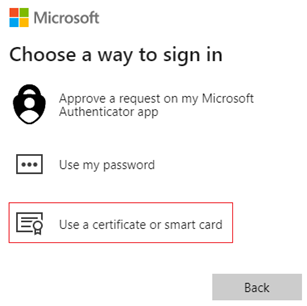 Microsoft
Choose a way to sign in
Approve a request on my Microsoft
Authenticator app
Use my password
Use a certificate or smart card
Back